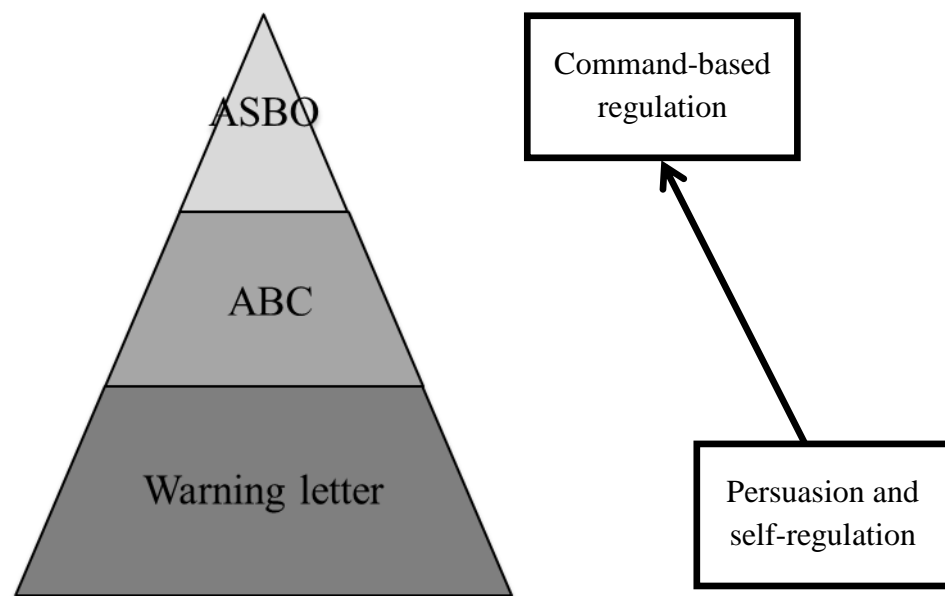 ASBO
ABC
Warning letter
Command-based
regulation
Persuasion and
self-regulation